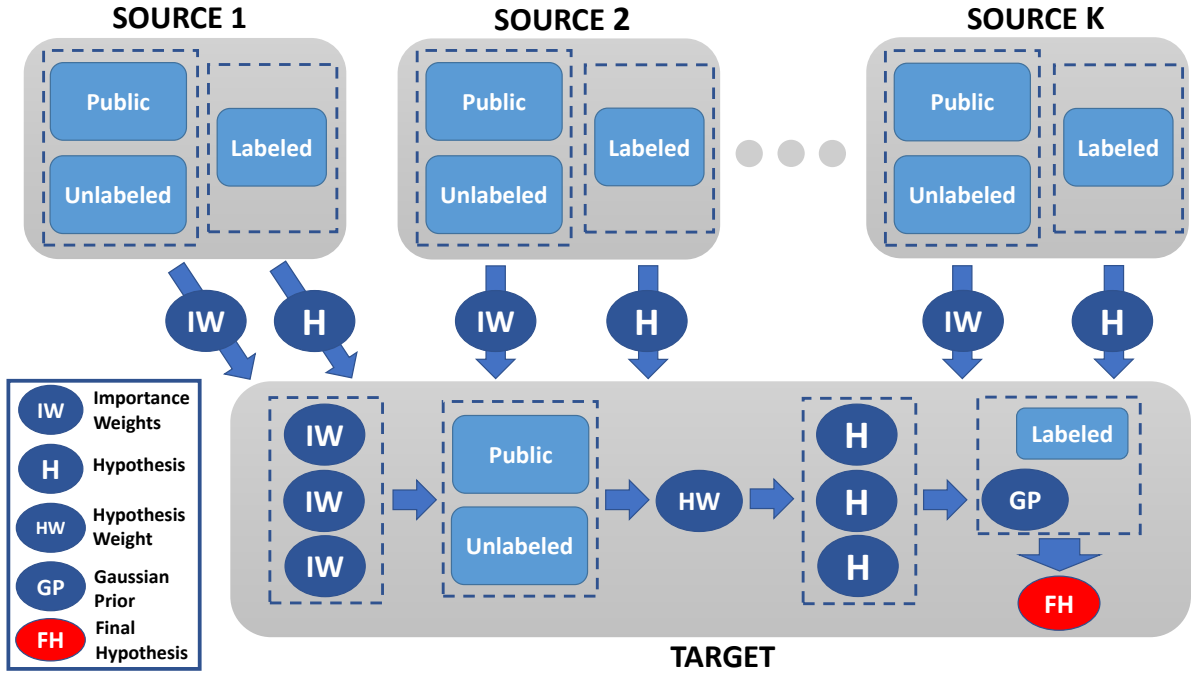 SOURCE 1
SOURCE 2
SOURCE K
Public
Unlabeled
Labeled
Public
Unlabeled
Labeled
Public
Unlabeled
Labeled
IW
H
IW
H
IW
H
IW
Importance
Weights
H
Hypothesis
HW
Hypothesis
Weight
GP
Gaussian
Prior
FH
Final
Hypothesis
IW
IW
IW
Public
Unlabeled
HW
H
H
H
Labeled
GP
FH
TARGET